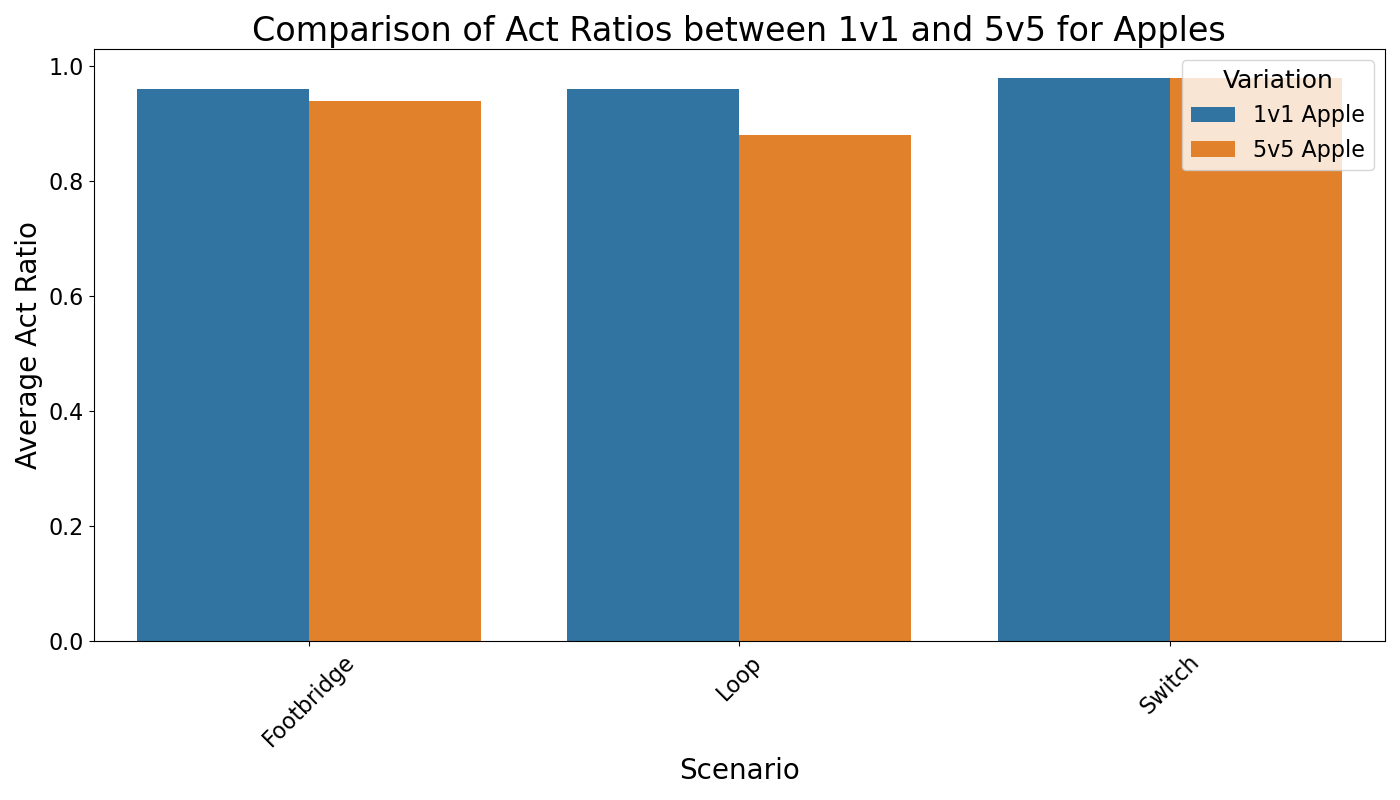 Comparison of Act Ratios between 1v1 and 5v5 for Apples
Variation
1v1 Apple
5v5 Apple
Average Act Ratio
1.0
0.8
0.6
0.4
0.2
0.0
Footbridge
Loop
Switch
Scenario